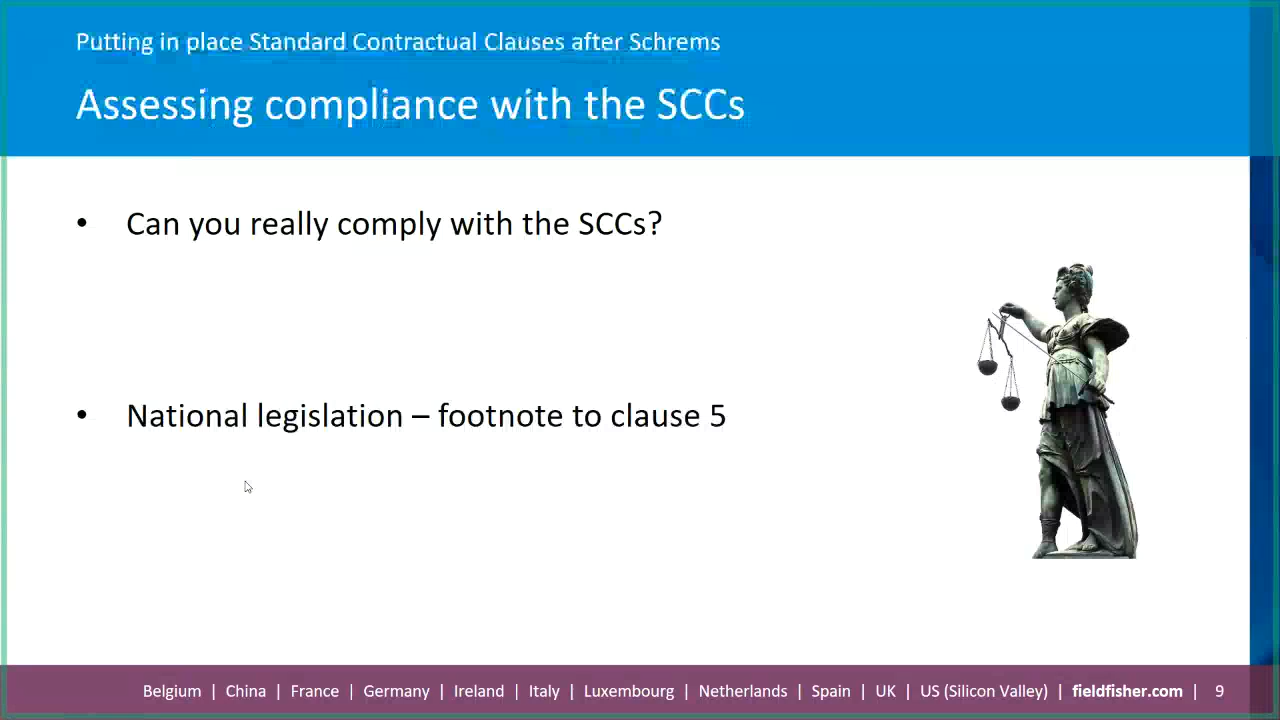 Putting in place Standard Contractual Clauses after Schrems
Assessing compliance with the SCCs
• Can you really comply with the SCCs?
• National legislation – footnote to clause 5
Belgium | China | France | Germany | Ireland | Italy | Luxembourg | Netherlands | Spain | UK | US (Silicon Valley) | fieldfisher.com | 9